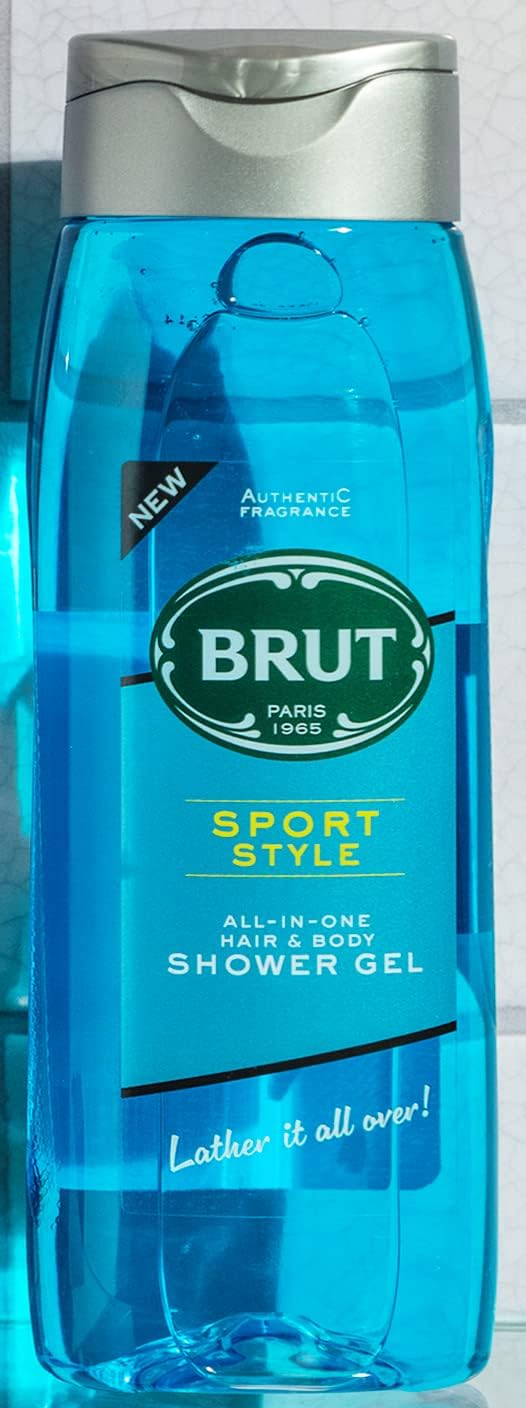 NEW
AUTHENTIC
FRAGRANCE
BRUT
PARIS
1965
SPORT
STYLE
ALL-IN-ONE
HAIR & BODY
SHOWER GEL
Lather it all over!